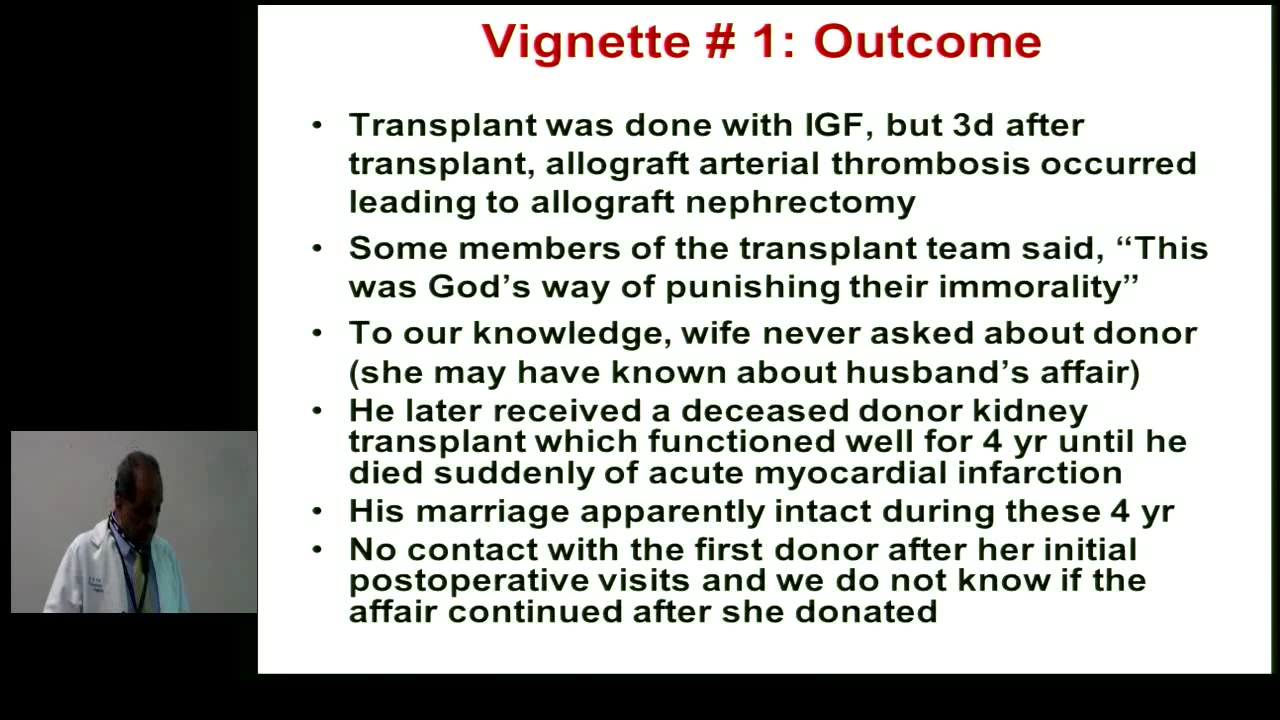 Vignette # 1: Outcome
• Transplant was done with IGF, but 3d after
transplant, allograft arterial thrombosis occurred
leading to allograft nephrectomy
• Some members of the transplant team said, “This
was God’s way of punishing their immorality”
• To our knowledge, wife never asked about donor
(she may have known about husband’s affair)
• He later received a deceased donor kidney
transplant which functioned well for 4 yr until he
died suddenly of acute myocardial infarction
• His marriage apparently intact during these 4 yr
• No contact with the first donor after her initial
postoperative visits and we do not know if the
affair continued after she donated